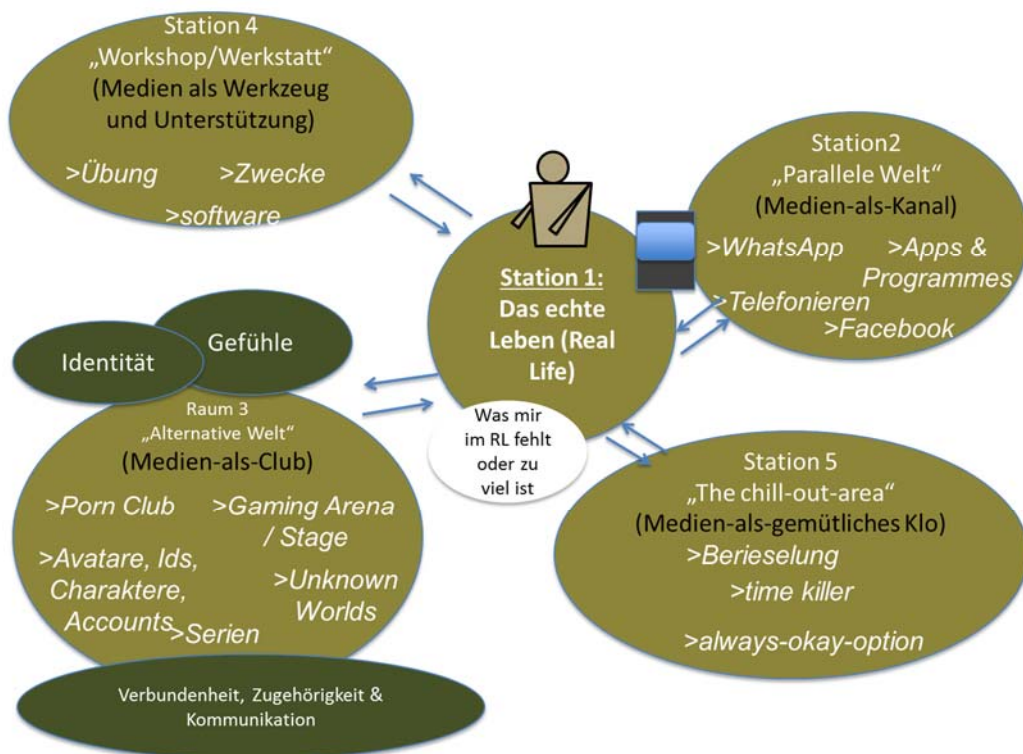 Station 4
„Workshop/Werkstatt“
(Medien als Werkzeug
und Unterstützung)
>Übung >Zwecke
>software
Station2
„Parallele Welt“
(Medien-als-Kanal)
>WhatsApp >Apps &
Programmes
>Telefonieren
>Facebook
Station 1:
Das echte
Leben (Real
Life)
Was mir
im RL fehlt
oder zu
viel ist
Identität
Gefühle
Raum 3
„Alternative Welt“
(Medien-als-Club)
>Porn Club >Gaming Arena
/ Stage
>Avatare, Ids,
Charaktere,
Accounts
>Unknown
Worlds
>Serien
Verbundenheit, Zugehörigkeit &
Kommunikation
Station 5
„The chill-out-area“
(Medien-als-gemütliches Klo)
>Berieselung
>time killer
>always-okay-option